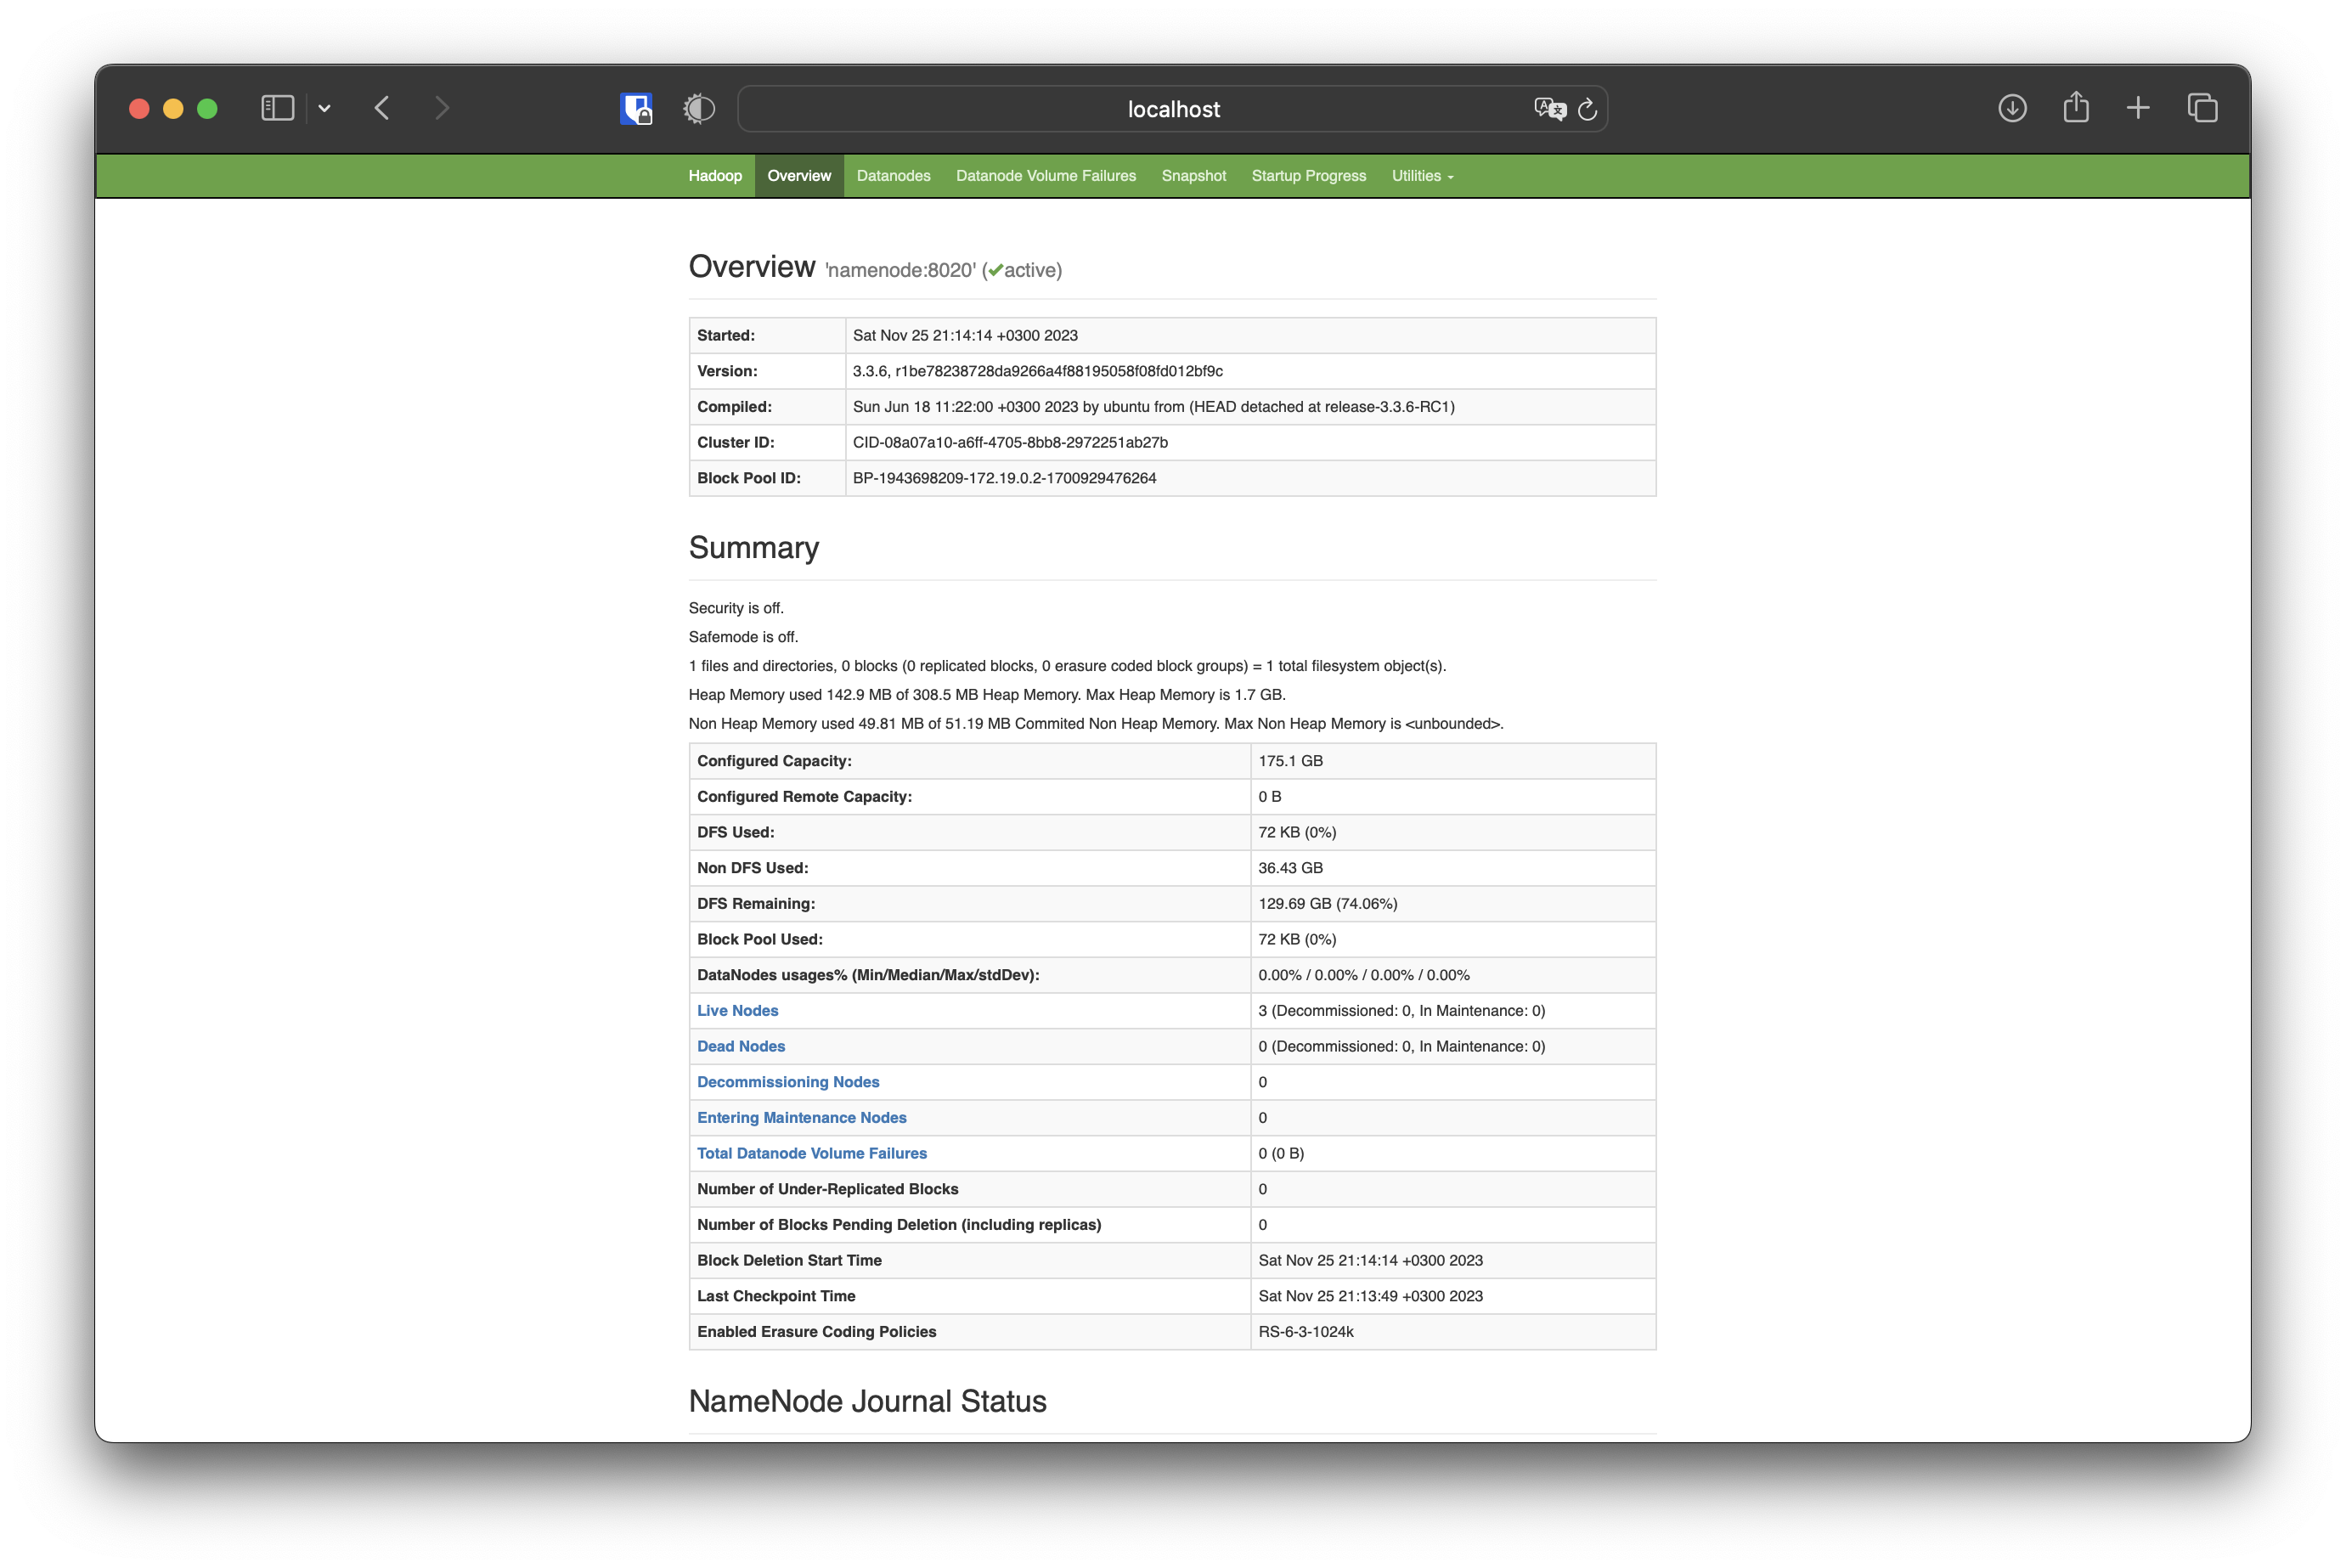 localhost
Hadoop Overview Datanodes Datanode Volume Failures Snapshot Startup Progress Utilities
Overview 'namenode:8020' (✔active)
Started: Sat Nov 25 21:14:14 +0300 2023
Version: 3.3.6, r1be78238728da9266a4f88195058f08fd012bf9c
Compiled: Sun Jun 18 11:22:00 +0300 2023 by ubuntu from (HEAD detached at release-3.3.6-RC1)
Cluster ID: CID-08a07a10-a6ff-4705-8bb8-2972251ab27b
Block Pool ID: BP-1943698209-172.19.0.2-1700929476264
Summary
Security is off.
Safemode is off.
1 files and directories, 0 blocks (0 replicated blocks, 0 erasure coded block groups) = 1 total filesystem object(s).
Heap Memory used 142.9 MB of 308.5 MB Heap Memory. Max Heap Memory is 1.7 GB.
Non Heap Memory used 49.81 MB of 51.19 MB Commited Non Heap Memory. Max Non Heap Memory is <unbounded>.
Configured Capacity: 175.1 GB
Configured Remote Capacity: 0 B
DFS Used: 72 KB (0%)
Non DFS Used: 36.43 GB
DFS Remaining: 129.69 GB (74.06%)
Block Pool Used: 72 KB (0%)
DataNodes usages% (Min/Median/Max/stdDev): 0.00% / 0.00% / 0.00% / 0.00%
Live Nodes 3 (Decommissioned: 0, In Maintenance: 0)
Dead Nodes 0 (Decommissioned: 0, In Maintenance: 0)
Decommissioning Nodes 0
Entering Maintenance Nodes 0
Total Datanode Volume Failures 0 (0 B)
Number of Under-Replicated Blocks 0
Number of Blocks Pending Deletion (including replicas) 0
Block Deletion Start Time Sat Nov 25 21:14:14 +0300 2023
Last Checkpoint Time Sat Nov 25 21:13:49 +0300 2023
Enabled Erasure Coding Policies RS-6-3-1024k
NameNode Journal Status